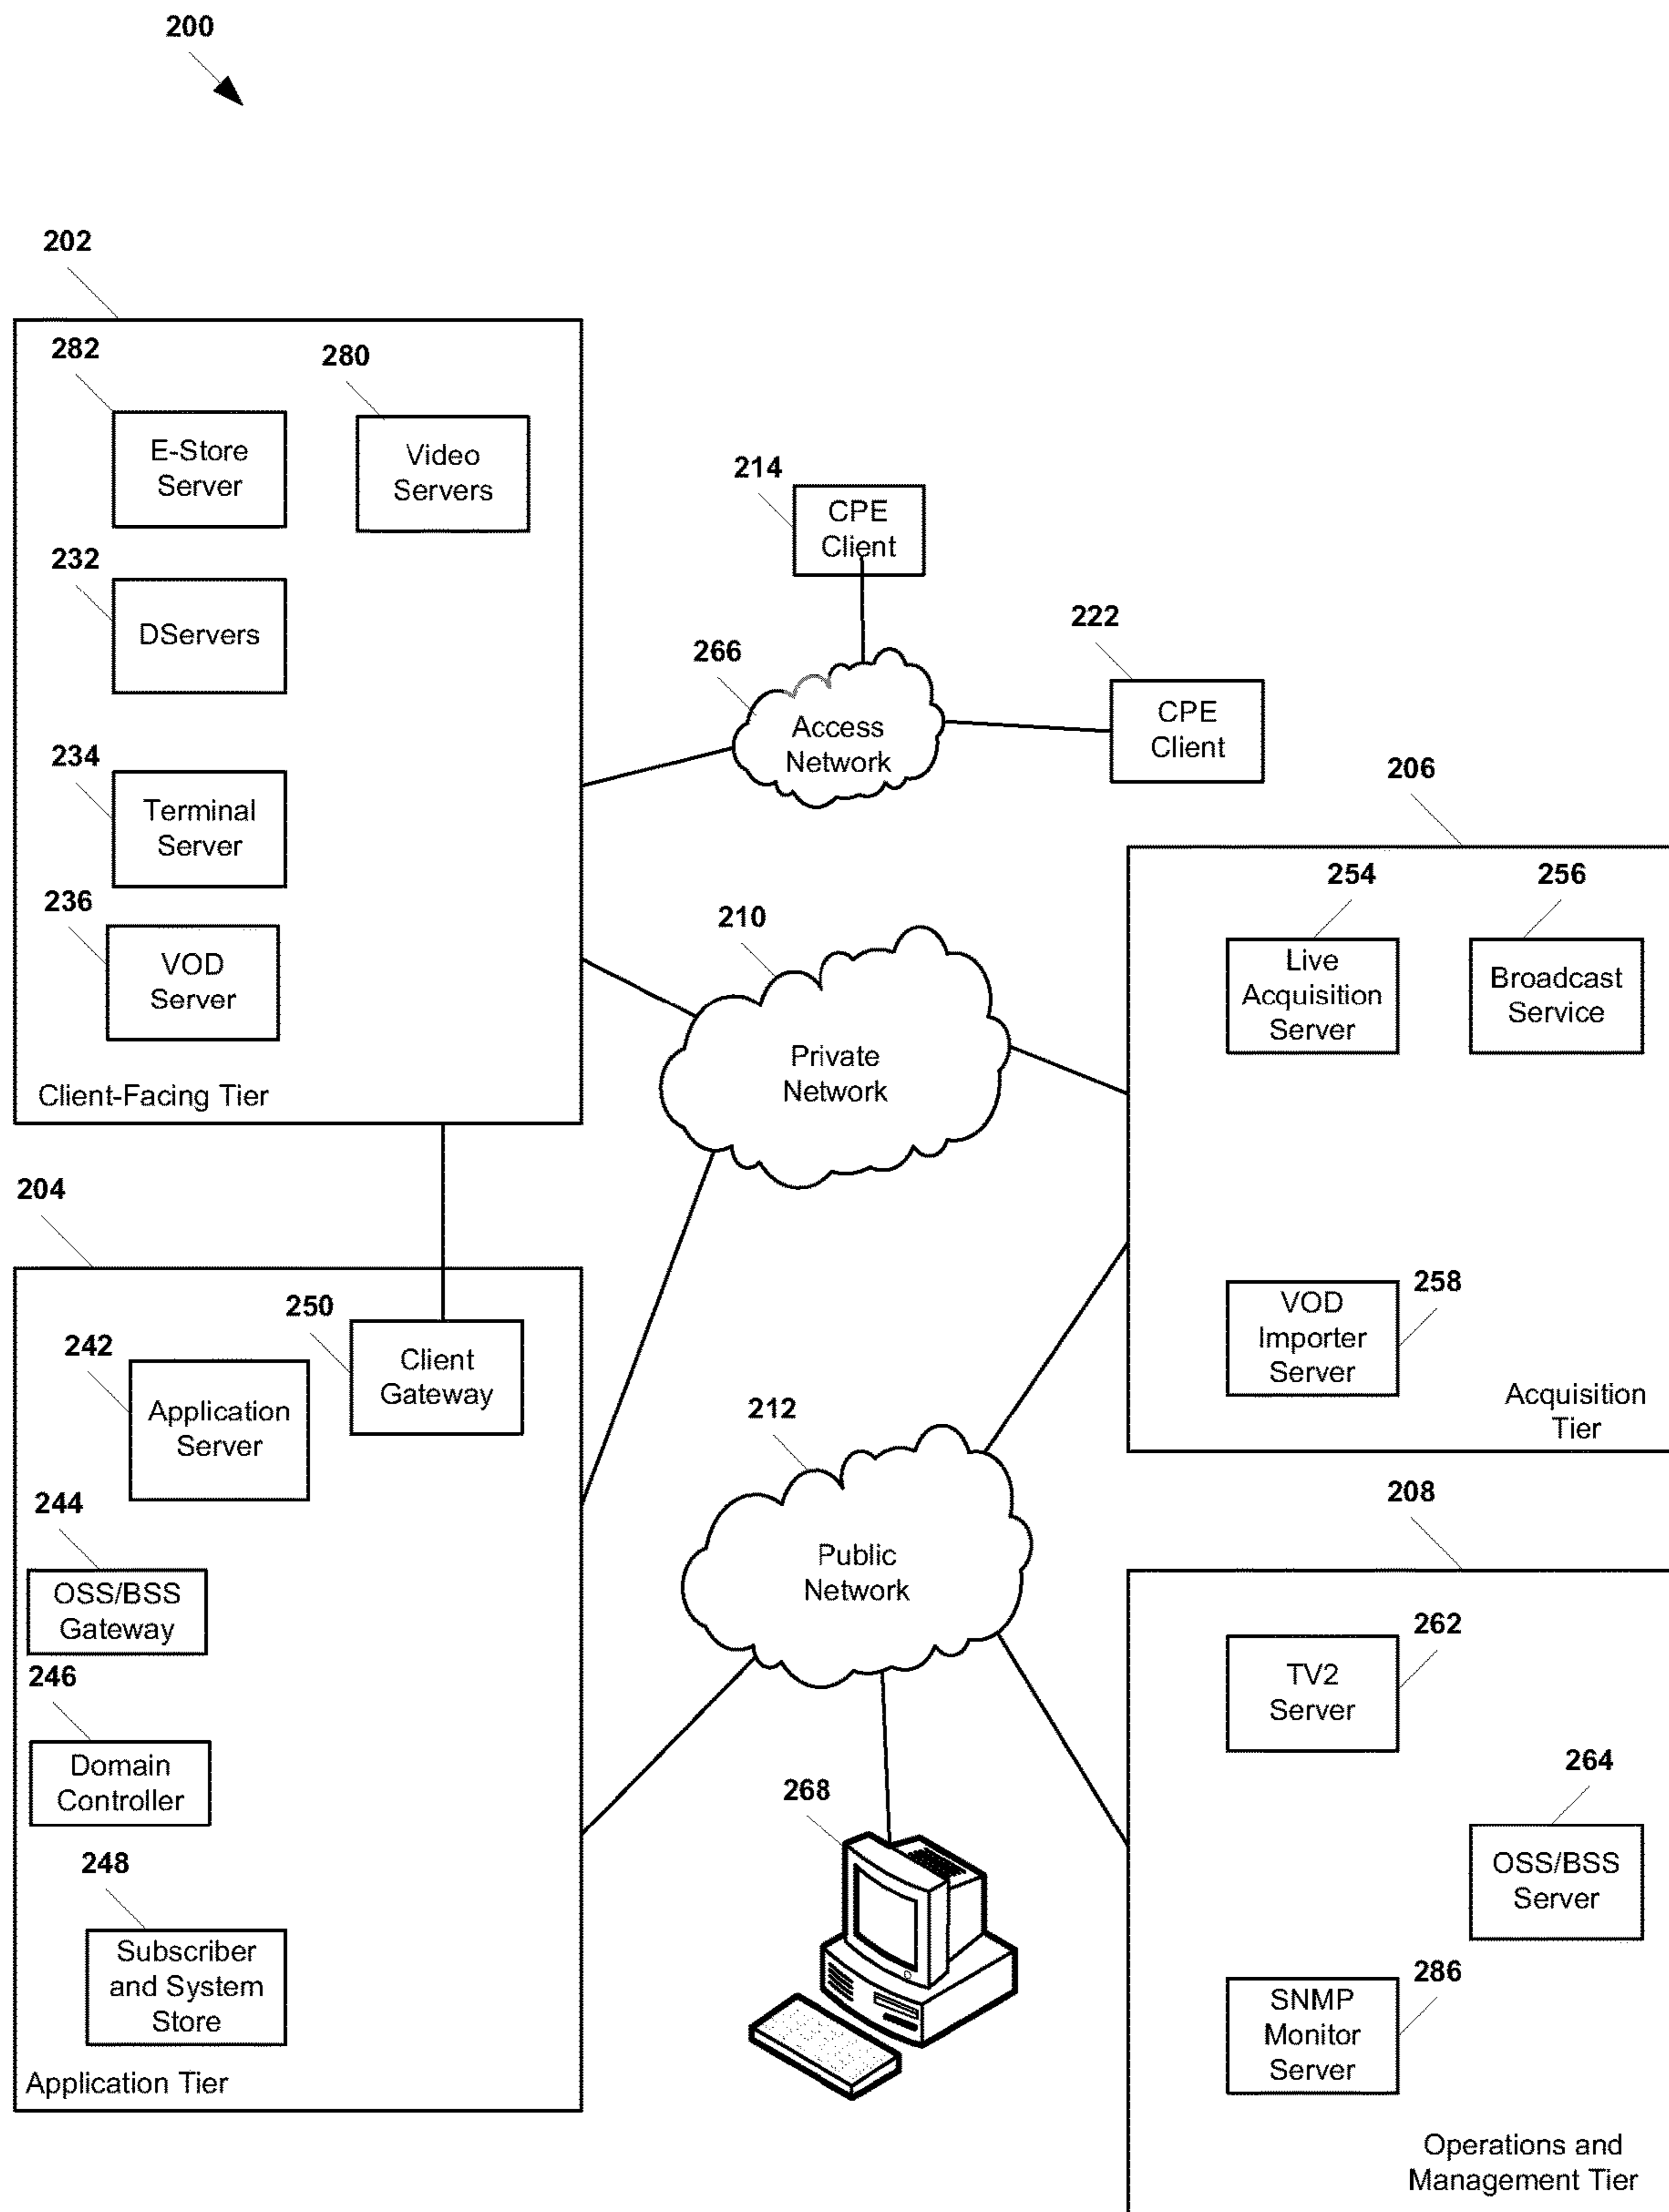 200
202
282
280
E-Store
Server
Video
Servers
232
DServers
234
Terminal
Server
236
VOD
Server
Client-Facing Tier
214
CPE
Client
222
CPE
Client
266
Access
Network
206
254
256
Live
Acquisition
Server
Broadcast
Service
258
VOD
Importer
Server
Acquisition
Tier
210
Private
Network
204
250
Client
Gateway
242
Application
Server
244
OSS/BSS
Gateway
246
Domain
Controller
248
Subscriber
and System
Store
Application Tier
212
Public
Network
268
208
262
TV2
Server
264
OSS/BSS
Server
286
SNMP
Monitor
Server
Operations and
Management Tier